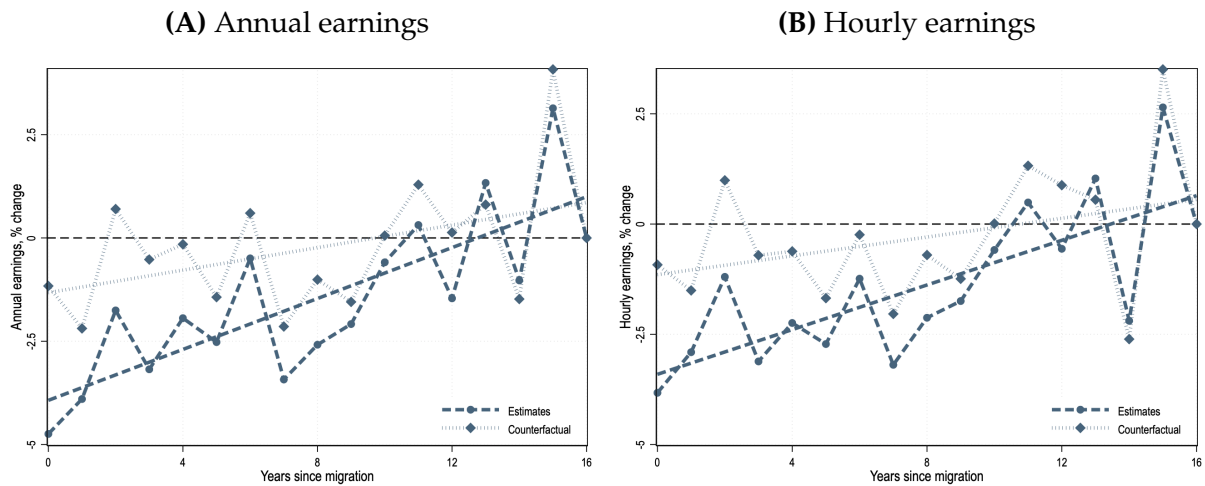 (A) Annual earnings
Annual earnings, % change
2.5
0
-2.5
-5
0 4 8 12 16
Years since migration
Estimates
Counterfactual
(B) Hourly earnings
Hourly earnings, % change
2.5
0
-2.5
-5
0 4 8 12 16
Years since migration
Estimates
Counterfactual